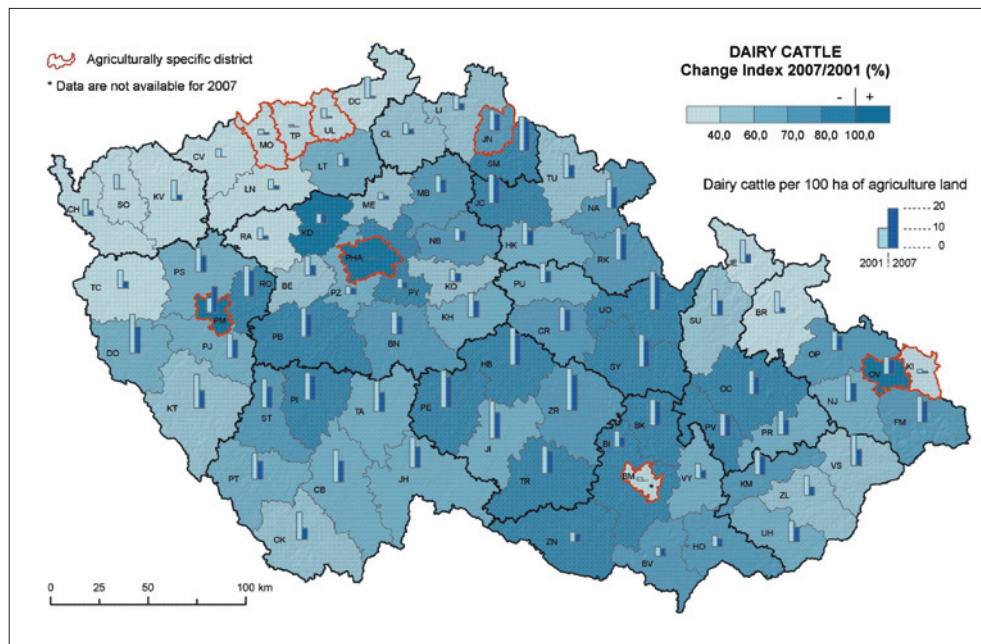 Agriculturally specific district
* Data are not available for 2007
DAIRY CATTLE
Change Index 2007/2001 (%)
- +
40,0 60,0 70,0 80,0 100,0
Dairy cattle per 100 ha of agriculture land
20
10
0
2001 2007
DC
LI
UL
TP
MO
CL
JN
CV
LT
SM
TU
LN
MB
JC
NA
CH
SO
KV
ME
RA
KD
NB
HK
RK
PHA
JE
PS
BE
KO
TC
RO
PZ
PY
PU
SU
BR
UO
PM
KH
CR
OP
KI
DO
PJ
PB
BN
OV
HB
SY
NJ
KT
ST
PI
TA
PE
ZR
OC
FM
BK
PV
PR
JI
BI
VS
PT
CB
JH
TR
BM
*
VY
KM
ZL
CK
UH
ZN
HO
BV
0 25 50 100 km